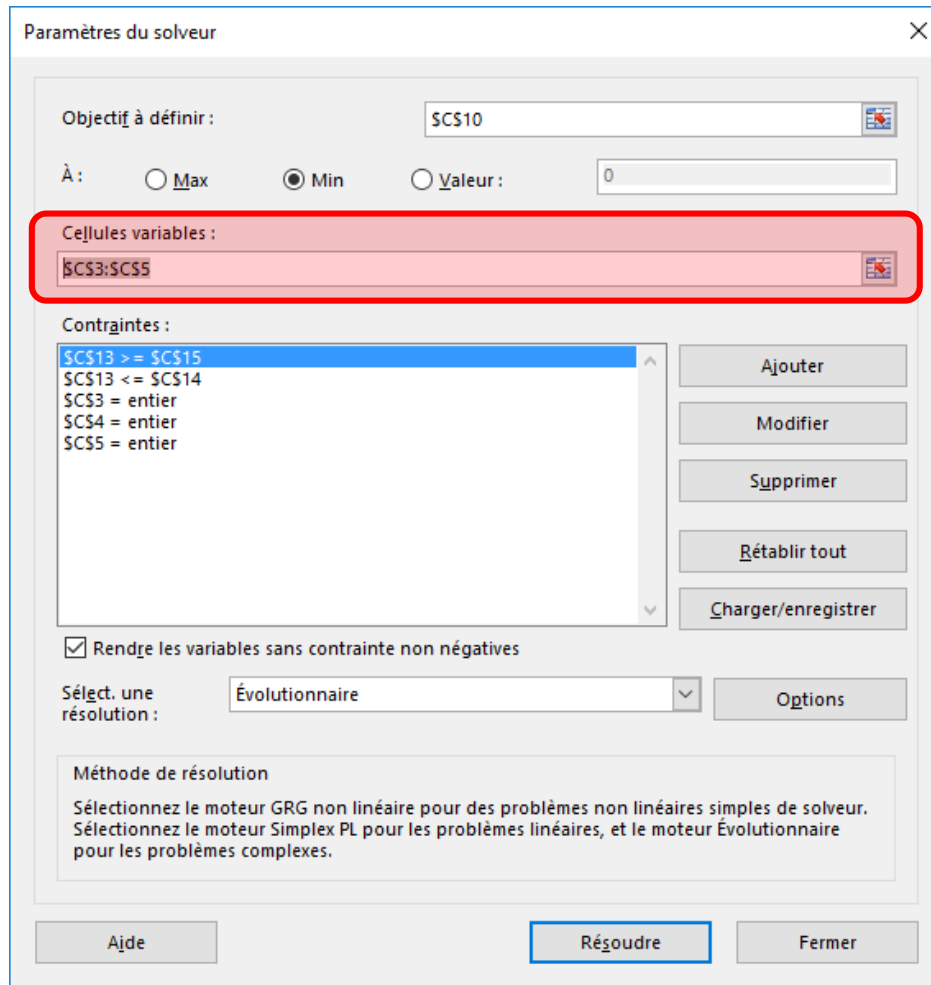 Paramètres du solveur
Objectif à définir :
$C$10
À :
Max
Min
Valeur :
0
Cellules variables :
$C$3:$C$5
Contraintes :
$C$13 >= $C$15
$C$13 <= $C$14
$C$3 = entier
$C$4 = entier
$C$5 = entier
Ajouter
Modifier
Supprimer
Rétablir tout
Charger/enregistrer
Rendre les variables sans contrainte non négatives
Sélect. une
résolution :
Évolutionnaire
Options
Méthode de résolution
Sélectionnez le moteur GRG non linéaire pour des problèmes non linéaires simples de solveur.
Sélectionnez le moteur Simplex PL pour les problèmes linéaires, et le moteur Évolutionnaire
pour les problèmes complexes.
Aide
Résoudre
Fermer